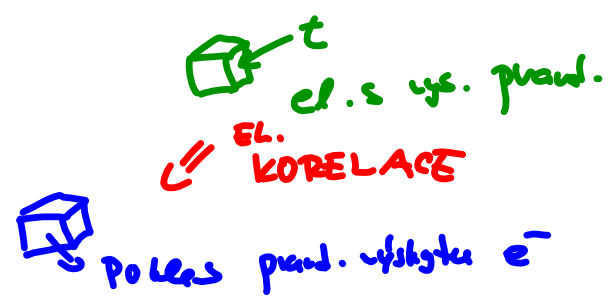 t
el. s vys. pravd.
EL.
KORELACE
pokles pravd. výskytu e⁻